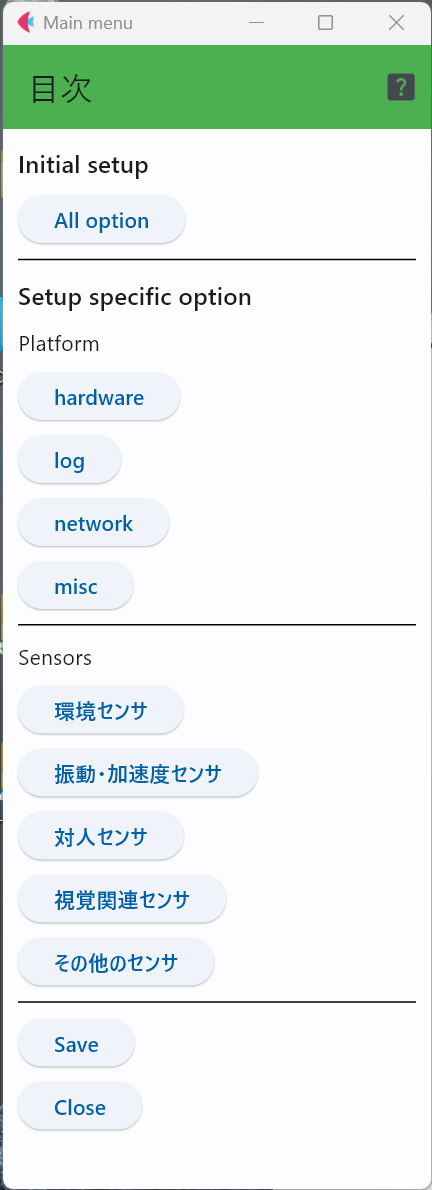 Main menu
目次
?
Initial setup
All option
Setup specific option
Platform
hardware
log
network
misc
Sensors
環境センサ
振動・加速度センサ
対人センサ
視覚関連センサ
その他のセンサ
Save
Close